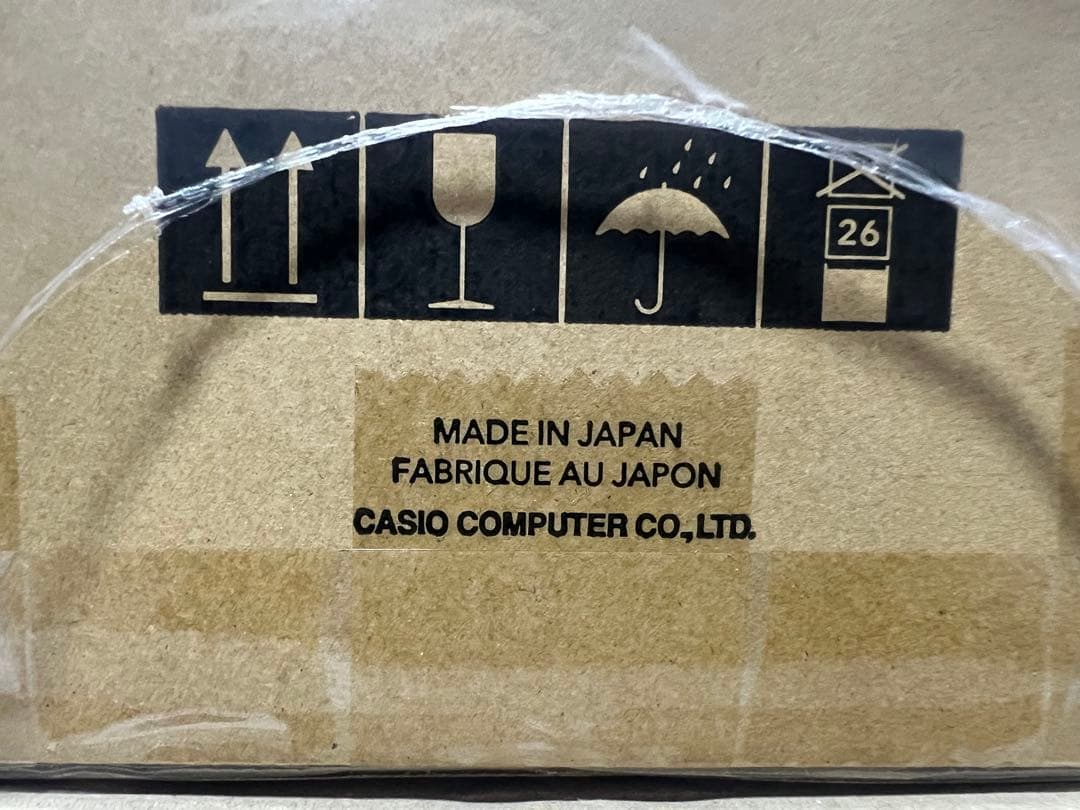 26
MADE IN JAPAN
FABRIQUE AU JAPON
CASIO COMPUTER CO., LTD.